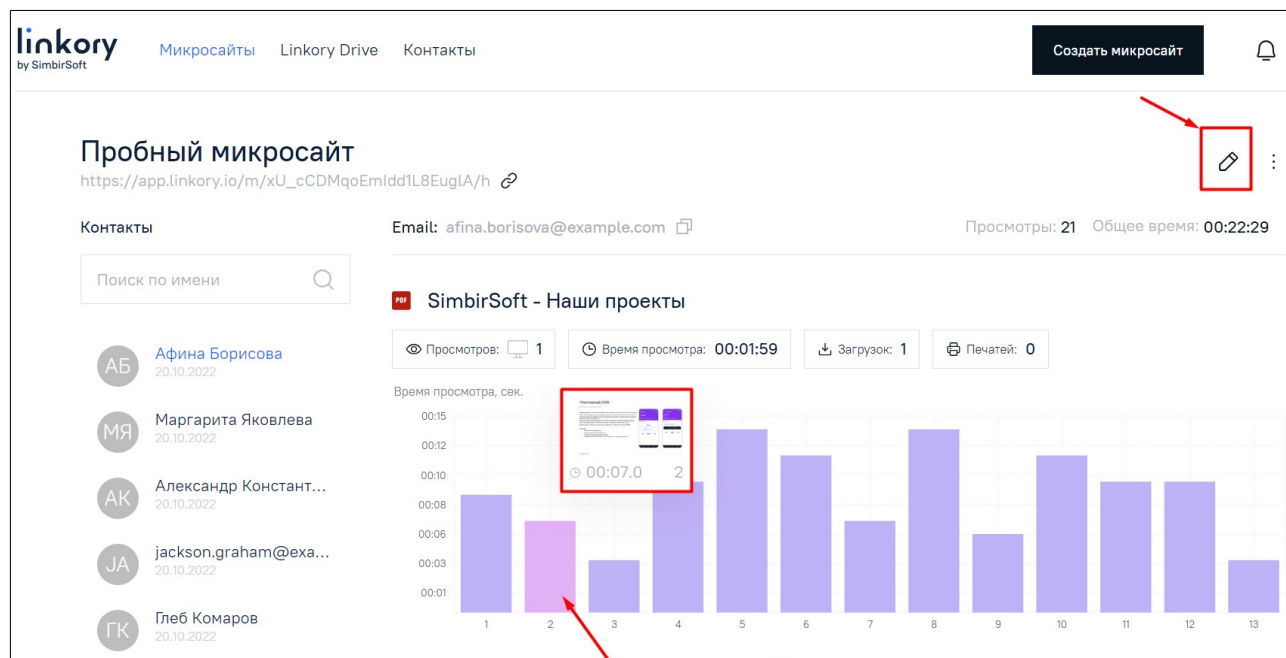 linkory
by SimbirSoft
Микросайты Linkory Drive Контакты
Создать микросайт
Пробный микросайт
https://app.linkory.io/m/xU_cCDMqoEmIdd1L8EuglA/h
Контакты
Email: afina.borisova@example.com
Просмотры: 21 Общее время: 00:22:29
Поиск по имени
PDF SimbirSoft - Наши проекты
Просмотров: 1
Время просмотра: 00:01:59
Загрузок: 1
Печатей: 0
АБ Афина Борисова
20.10.2022
МЯ Маргарита Яковлева
20.10.2022
АК Александр Констант...
20.10.2022
JA jackson.graham@exa...
20.10.2022
ГК Глеб Комаров
20.10.2022
Время просмотра, сек.
00:15
00:12
00:10
00:08
00:06
00:03
00:01
00:07.0 2
1 2 3 4 5 6 7 8 9 10 11 12 13